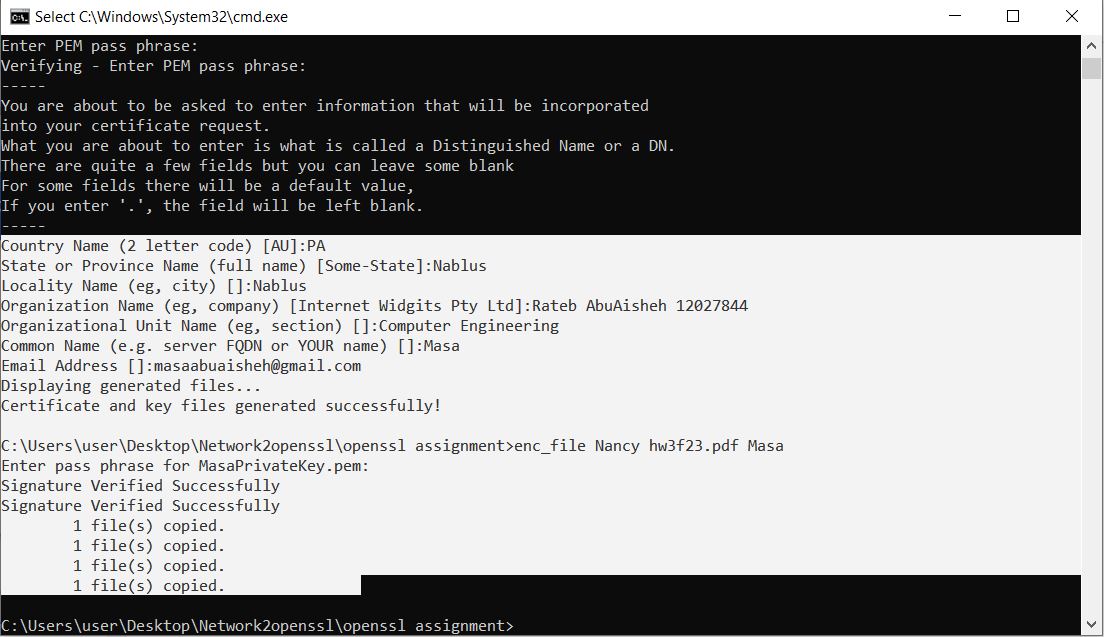 Select C:\Windows\System32\cmd.exe
Enter PEM pass phrase:
Verifying - Enter PEM pass phrase:
-----
You are about to be asked to enter information that will be incorporated
into your certificate request.
What you are about to enter is what is called a Distinguished Name or a DN.
There are quite a few fields but you can leave some blank
For some fields there will be a default value,
If you enter '.', the field will be left blank.
-----
Country Name (2 letter code) [AU]:PA
State or Province Name (full name) [Some-State]:Nablus
Locality Name (eg, city) []:Nablus
Organization Name (eg, company) [Internet Widgits Pty Ltd]:Rateb AbuAisheh 12027844
Organizational Unit Name (eg, section) []:Computer Engineering
Common Name (e.g. server FQDN or YOUR name) []:Masa
Email Address []:masaabuaisheh@gmail.com
Displaying generated files...
Certificate and key files generated successfully!
C:\Users\user\Desktop\Network2openssl\openssl assignment>enc_file Nancy hw3f23.pdf Masa
Enter pass phrase for MasaPrivateKey.pem:
Signature Verified Successfully
Signature Verified Successfully
        1 file(s) copied.
        1 file(s) copied.
        1 file(s) copied.
        1 file(s) copied.
C:\Users\user\Desktop\Network2openssl\openssl assignment>